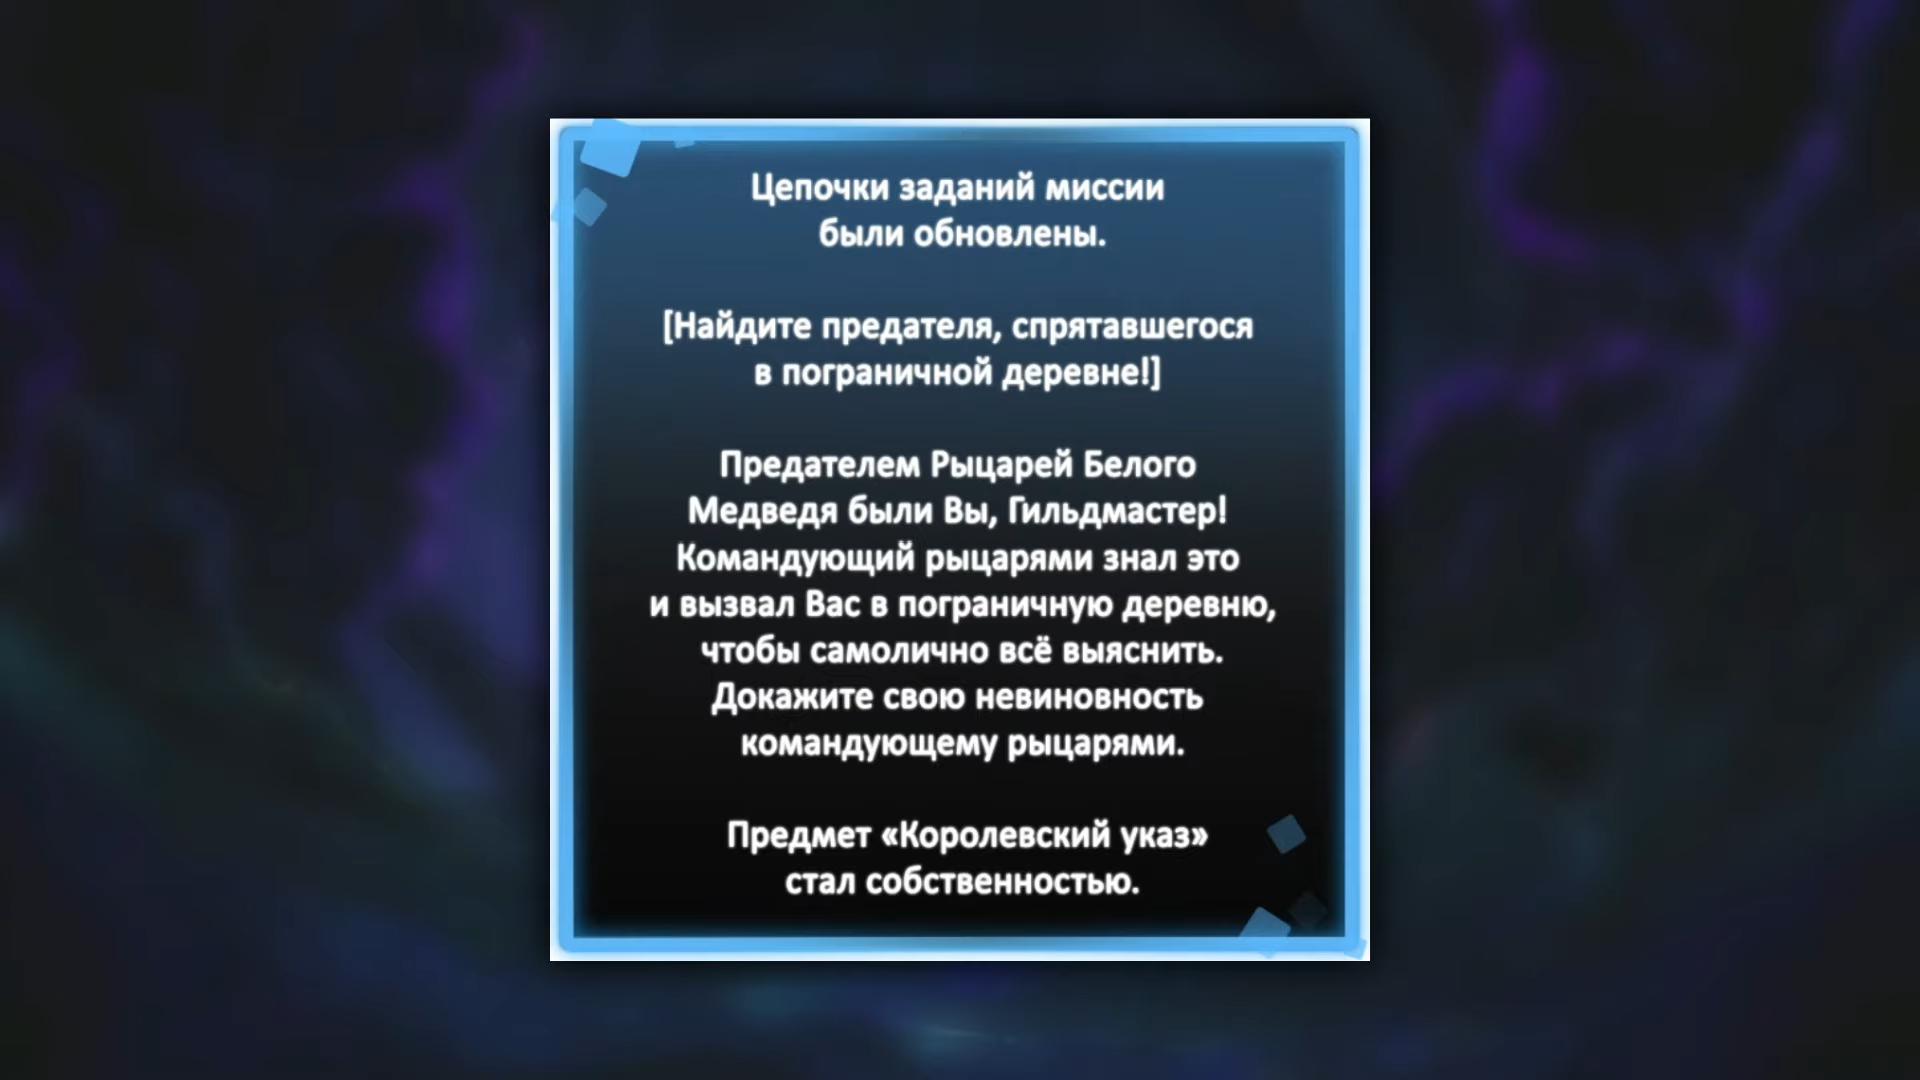 Цепочки заданий миссии
были обновлены.
[Найдите предателя, спрятавшегося
в пограничной деревне!]
Предателем Рыцарей Белого
Медведя были Вы, Гильдмастер!
Командующий рыцарями знал это
и вызвал Вас в пограничную деревню,
чтобы самолично всё выяснить.
Докажите свою невиновность
командующему рыцарями.
Предмет «Королевский указ»
стал собственностью.